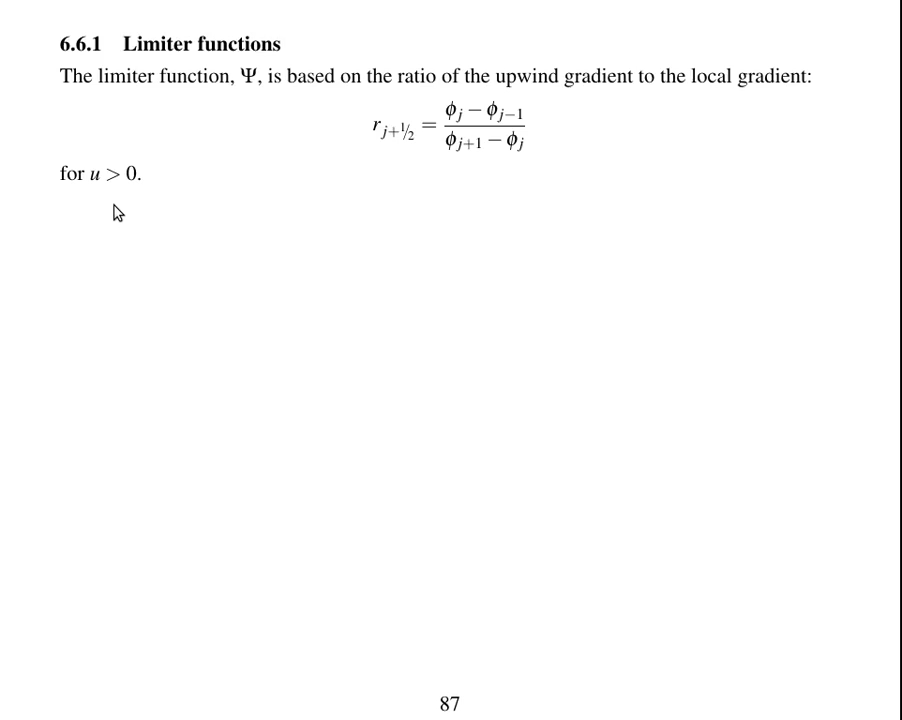 6.6.1 Limiter functions
The limiter function, Ψ, is based on the ratio of the upwind gradient to the local gradient:
r_{j+½} = \frac{ϕ_j − ϕ_{j−1}}{ϕ_{j+1} − ϕ_j}
for u > 0.
87